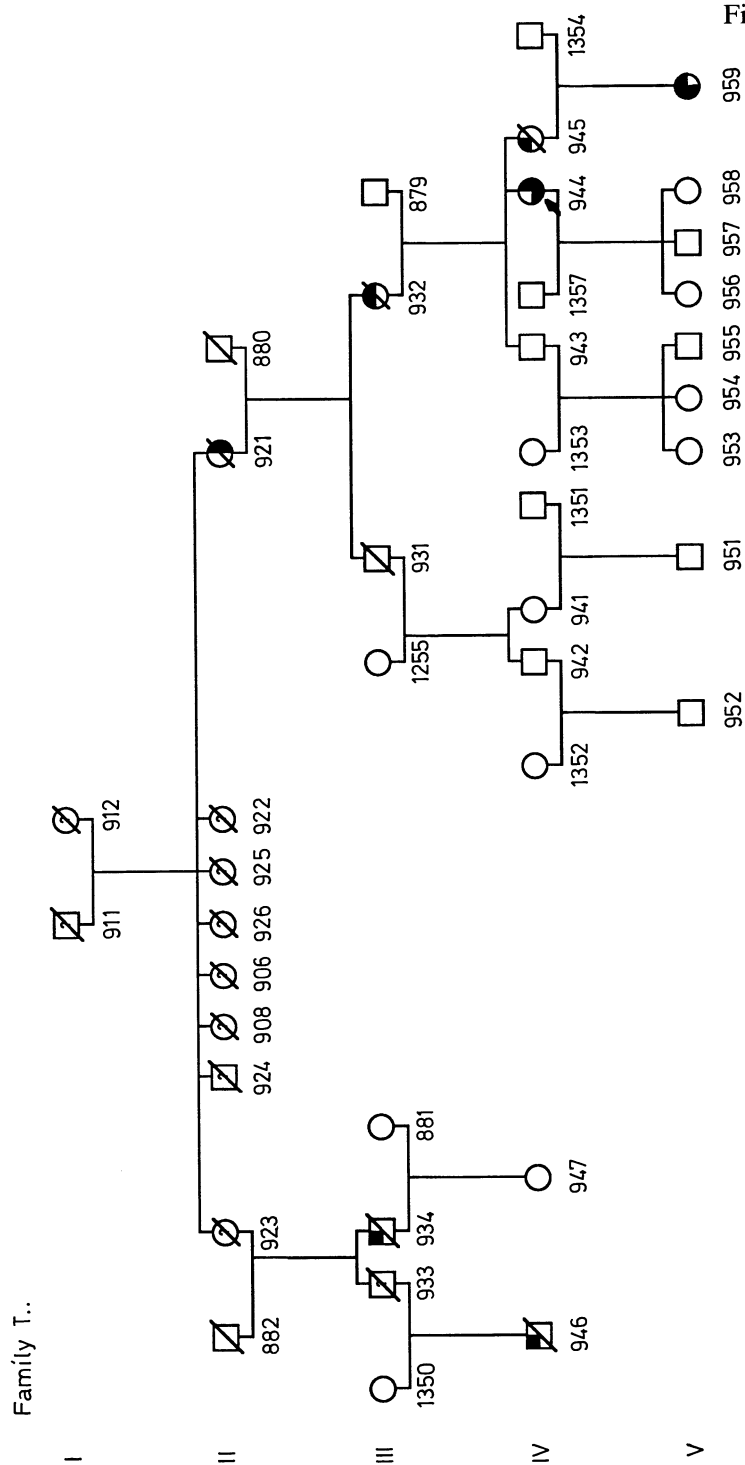 Fi
Family T..
I
? ?
911 912
II
? ? ? ? ? ? ?
882 923 924 908 906 926 925 922 921 880
III
?
1350 933 934 881 1255 931 932 879
IV
946 947 1352 942 941 1351 1353 943 1357 944 945 1354
V
952 951 953 954 955 956 957 958 959